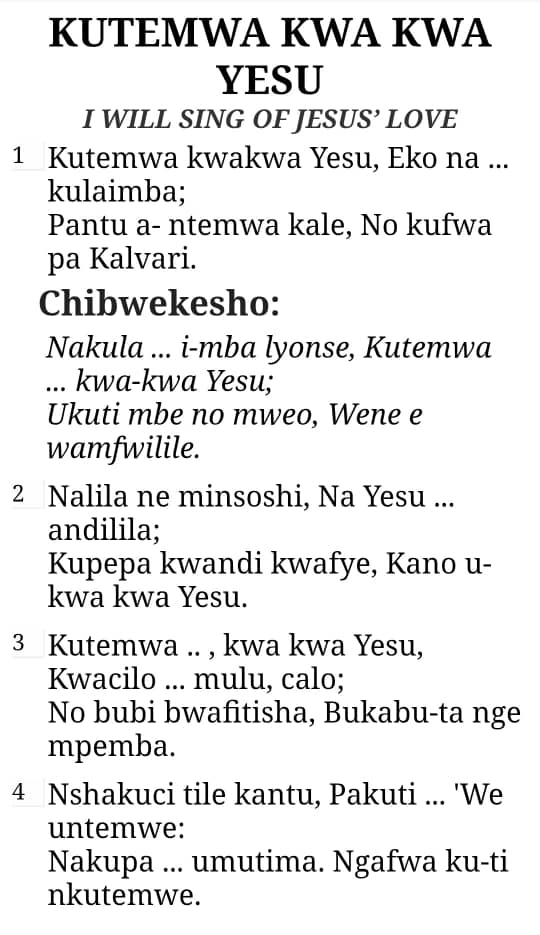 KUTEMWA KWA KWA
YESU
I WILL SING OF JESUS’ LOVE
1 Kutemwa kwakwa Yesu, Eko na ...
kulaimba;
Pantu a- ntemwa kale, No kufwa
pa Kalvari.
Chibwekesho:
Nakula ... i-mba lyonse, Kutemwa
... kwa-kwa Yesu;
Ukuti mbe no mweo, Wene e
wamfwilile.
2 Nalila ne minsoshi, Na Yesu ...
andilila;
Kupepa kwandi kwafye, Kano u-
kwa kwa Yesu.
3 Kutemwa .. , kwa kwa Yesu,
Kwacilo ... mulu, calo;
No bubi bwafitisha, Bukabu-ta nge
mpemba.
4 Nshakuci tile kantu, Pakuti ... 'We
untemwe:
Nakupa ... umutima. Ngafwa ku-ti
nkutemwe.